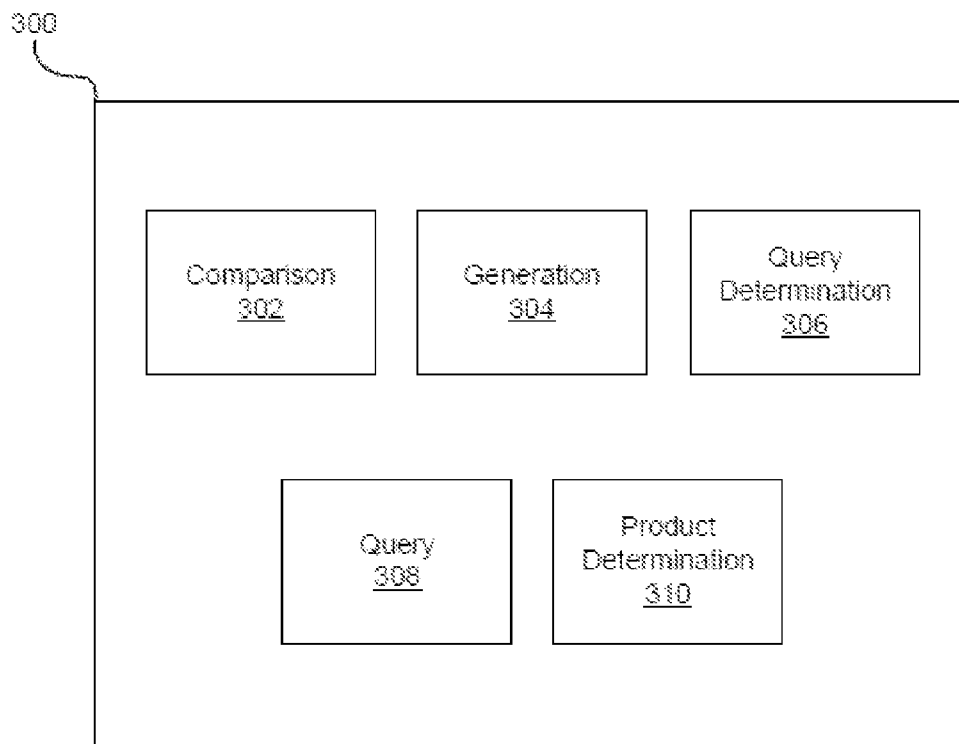 300
Comparison
302
Generation
304
Query
Determination
306
Query
308
Product
Determination
310